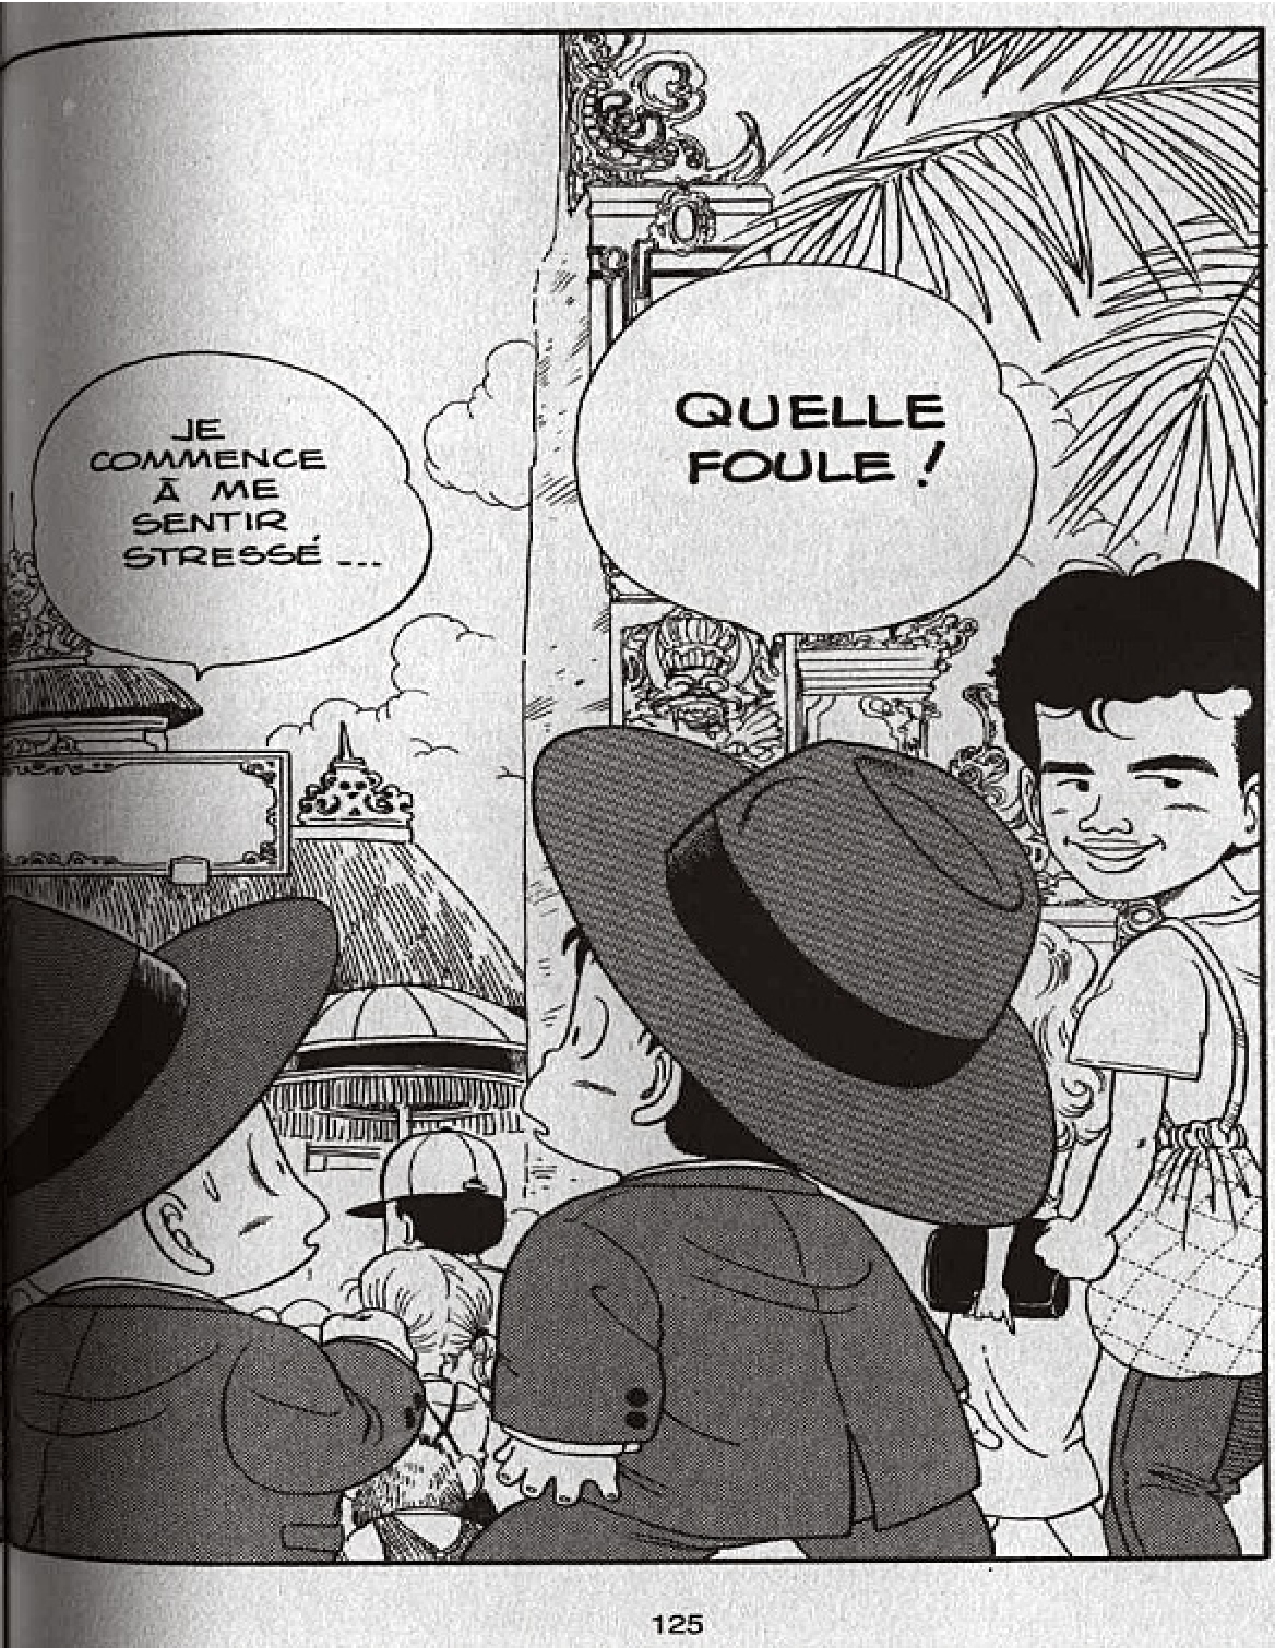 JE
COMMENCE
À ME
SENTIR
STRESSÉ ...
QUELLE
FOULE !
125